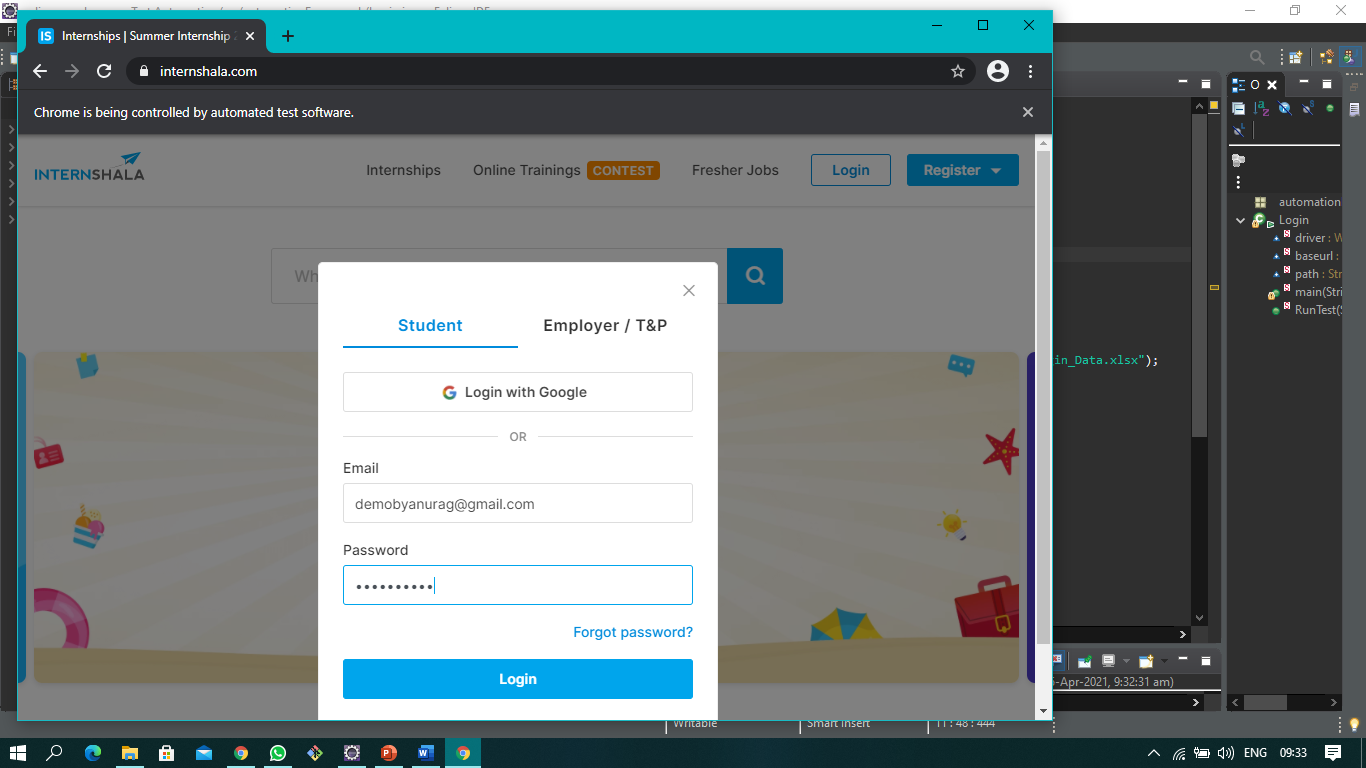 Internships | Summer Internship
internshala.com
Chrome is being controlled by automated test software.
INTERNSHALA
Internships
Online Trainings CONTEST
Fresher Jobs
Login
Register
Wh
Student
Employer / T&P
Login with Google
OR
Email
demobyanurag@gmail.com
Password
••••••••••
Forgot password?
Login
automation
Login
driver : W
baseurl :
path : Stri
main(Stri
RunTest(S
in_Data.xlsx");
-Apr-2021, 9:32:31 am)
Writable
Smart Insert
11 : 48 : 444
ENG
09:33